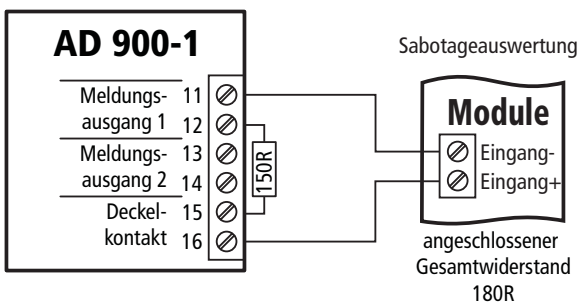 AD 900-1
Meldungs- 11
ausgang 1 12
Meldungs- 13
ausgang 2 14
Deckel- 15
kontakt 16
150R
Sabotageauswertung
Module
Eingang-
Eingang+
angeschlossener
Gesamtwiderstand
180R